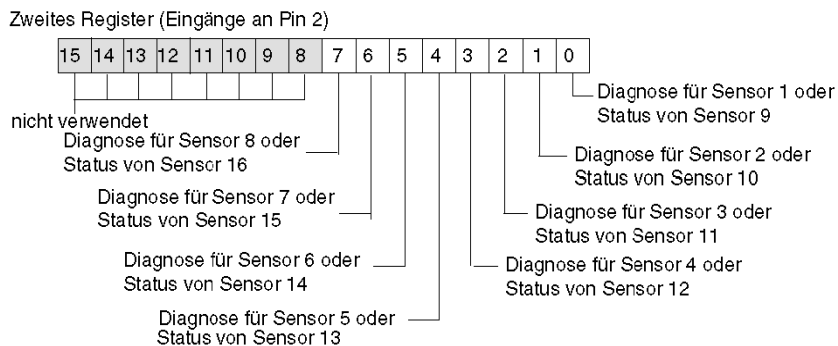 Zweites Register (Eingänge an Pin 2)
15 14 13 12 11 10 9 8 7 6 5 4 3 2 1 0
nicht verwendet
Diagnose für Sensor 1 oder
Status von Sensor 9
Diagnose für Sensor 8 oder
Status von Sensor 16
Diagnose für Sensor 2 oder
Status von Sensor 10
Diagnose für Sensor 7 oder
Status von Sensor 15
Diagnose für Sensor 3 oder
Status von Sensor 11
Diagnose für Sensor 6 oder
Status von Sensor 14
Diagnose für Sensor 4 oder
Status von Sensor 12
Diagnose für Sensor 5 oder
Status von Sensor 13